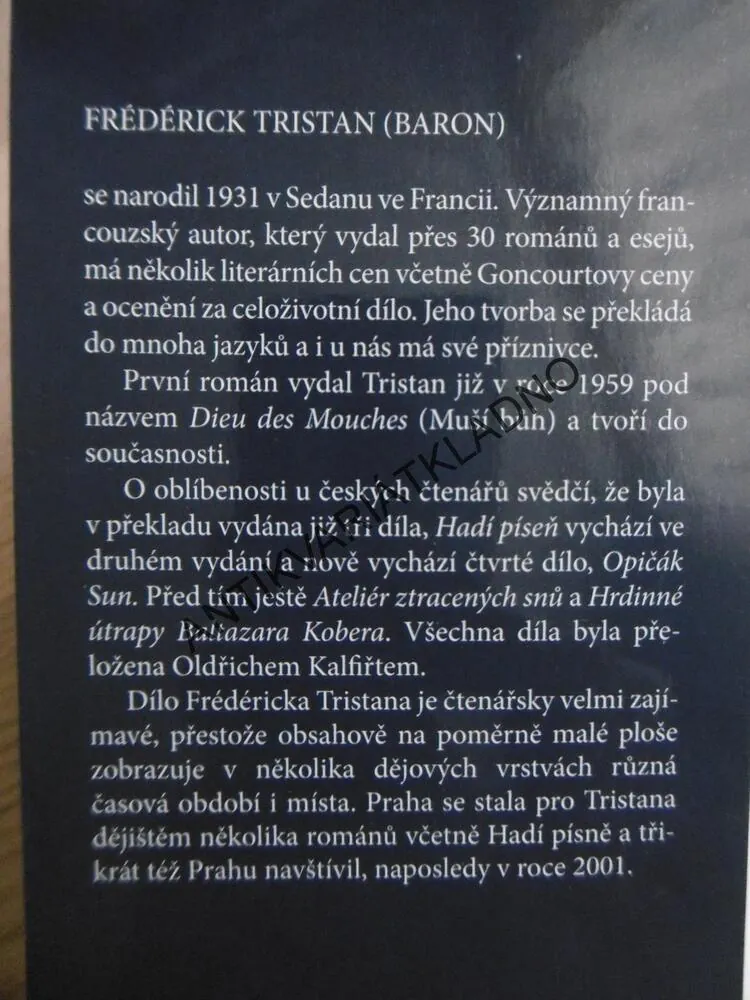 FRÉDÉRICK TRISTAN (BARON)
se narodil 1931 v Sedanu ve Francii. Významný fran-
couzský autor, který vydal přes 30 románů a esejů,
má několik literárních cen včetně Goncourtovy ceny
a ocenění za celoživotní dílo. Jeho tvorba se překládá
do mnoha jazyků a i u nás má své příznivce.
První román vydal Tristan již v roce 1959 pod
názvem Dieu des Mouches (Muší bůh) a tvoří do
současnosti.
O oblíbenosti u českých čtenářů svědčí, že byla
v překladu vydána již tři díla, Hadí píseň vychází ve
druhém vydání a nově vychází čtvrté dílo, Opičák
Sun. Před tím ještě Ateliér ztracených snů a Hrdinné
útrapy Baltazara Kobera. Všechna díla byla pře-
ložena Oldřichem Kalfiřtem.
Dílo Frédéricka Tristana je čtenářsky velmi zají-
mavé, přestože obsahově na poměrně malé ploše
zobrazuje v několika dějových vrstvách různá
časová období i místa. Praha se stala pro Tristana
dějištěm několika románů včetně Hadí písně a tři-
krát též Prahu navštívil, naposledy v roce 2001.
ANTIKVARIÁTKLADNO